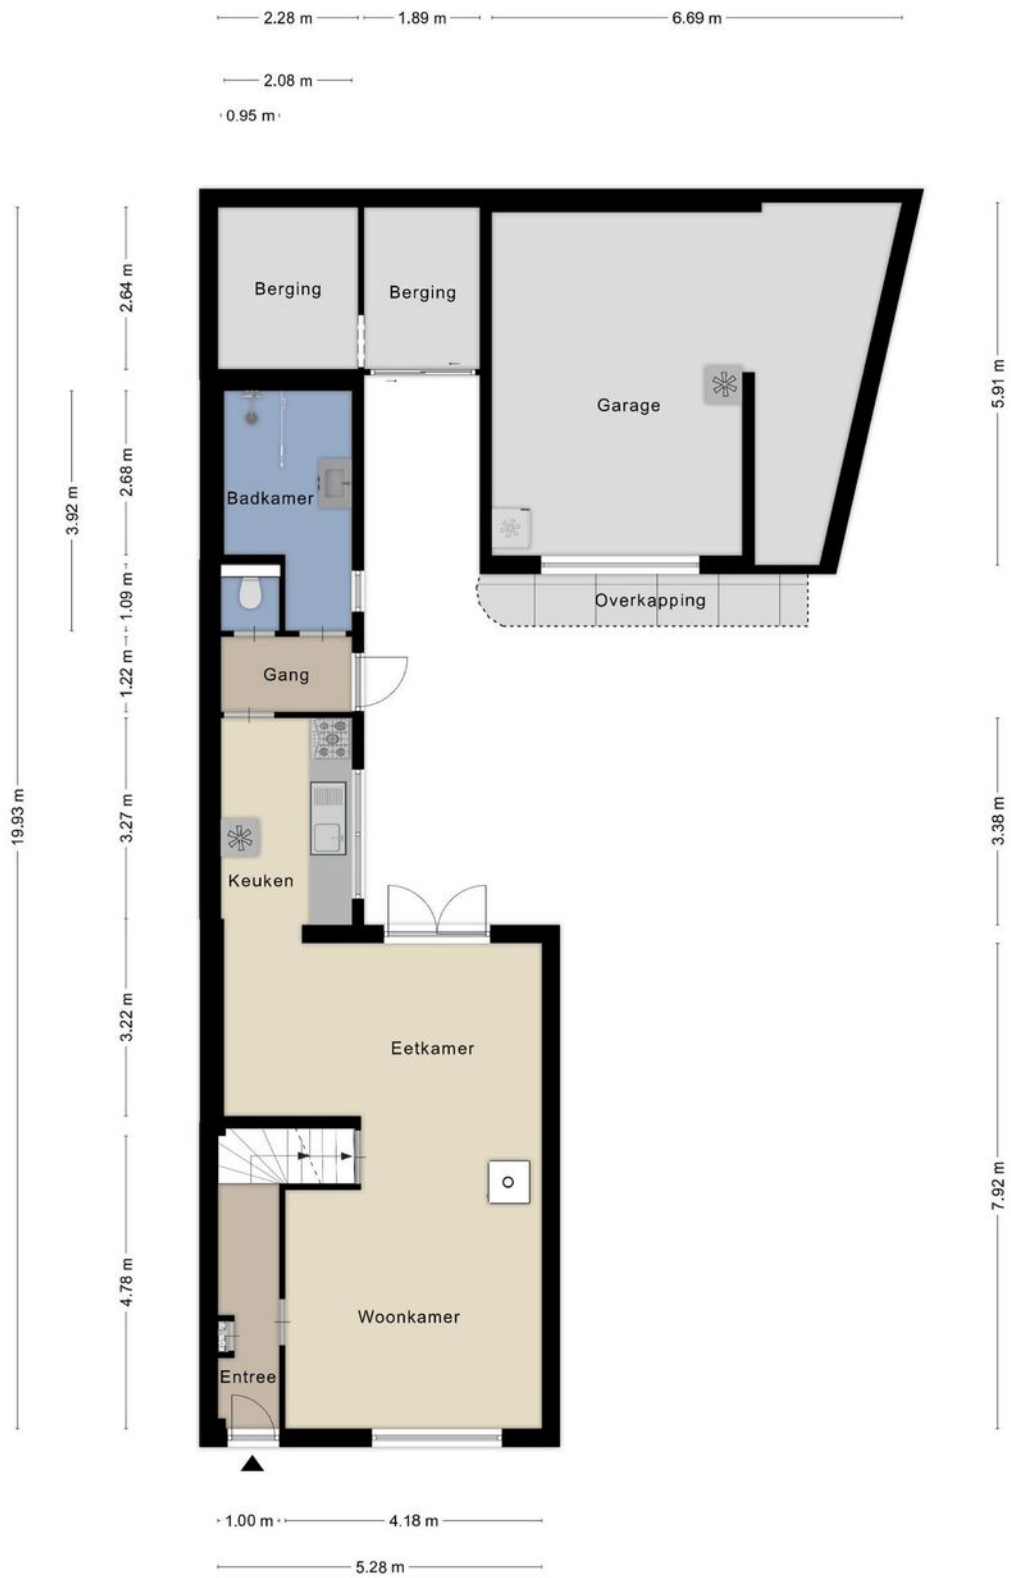 2.28 m
1.89 m
6.69 m
2.08 m
0.95 m
2.64 m
Berging
Berging
5.91 m
Garage
3.92 m
2.68 m
Badkamer
1.09 m
Overkapping
1.22 m
Gang
19.93 m
3.27 m
3.38 m
Keuken
3.22 m
Eetkamer
7.92 m
4.78 m
Woonkamer
Entree
1.00 m
4.18 m
5.28 m